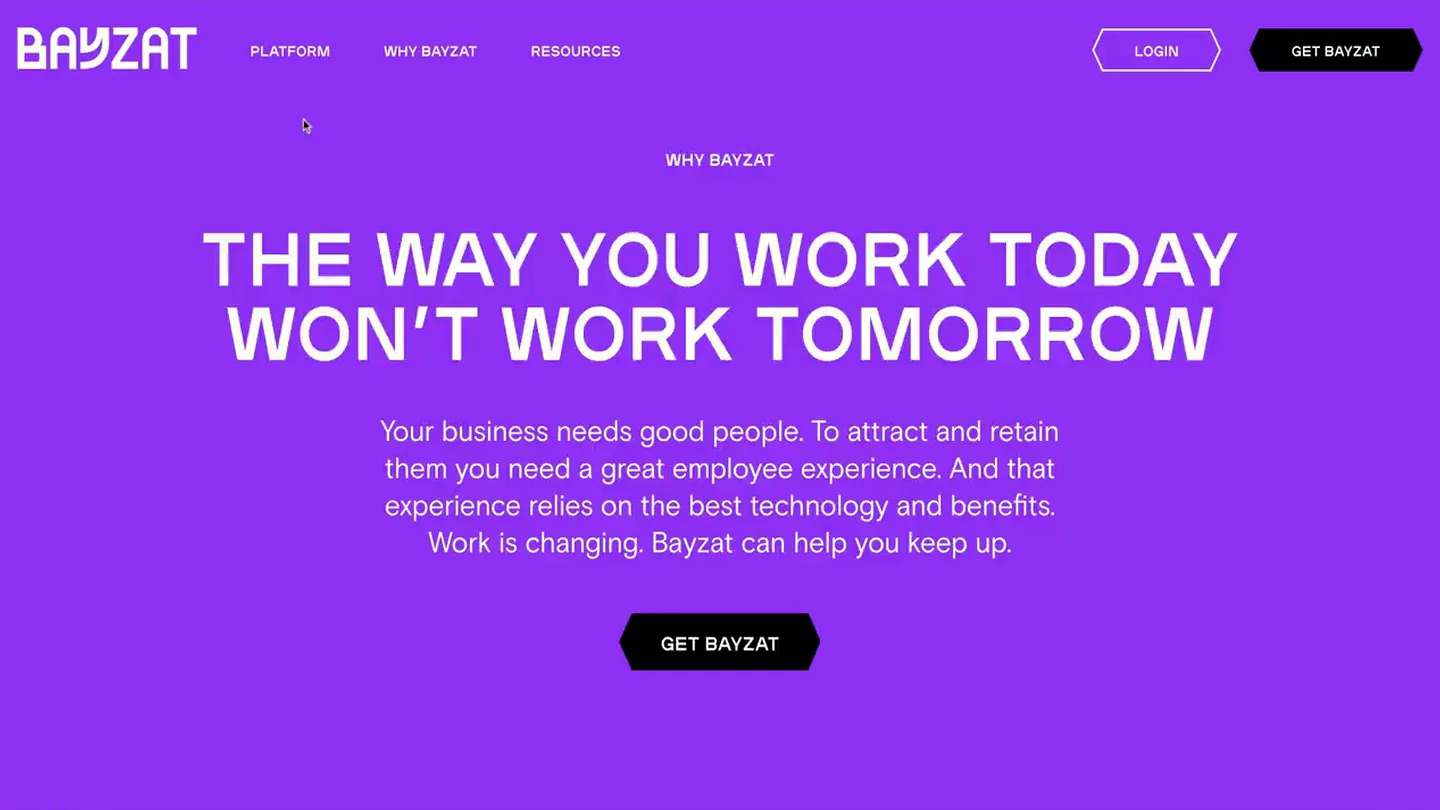 BAYZAT
PLATFORM
WHY BAYZAT
RESOURCES
LOGIN
GET BAYZAT
WHY BAYZAT
THE WAY YOU WORK TODAY
WON'T WORK TOMORROW
Your business needs good people. To attract and retain
them you need a great employee experience. And that
experience relies on the best technology and benefits.
Work is changing. Bayzat can help you keep up.
GET BAYZAT